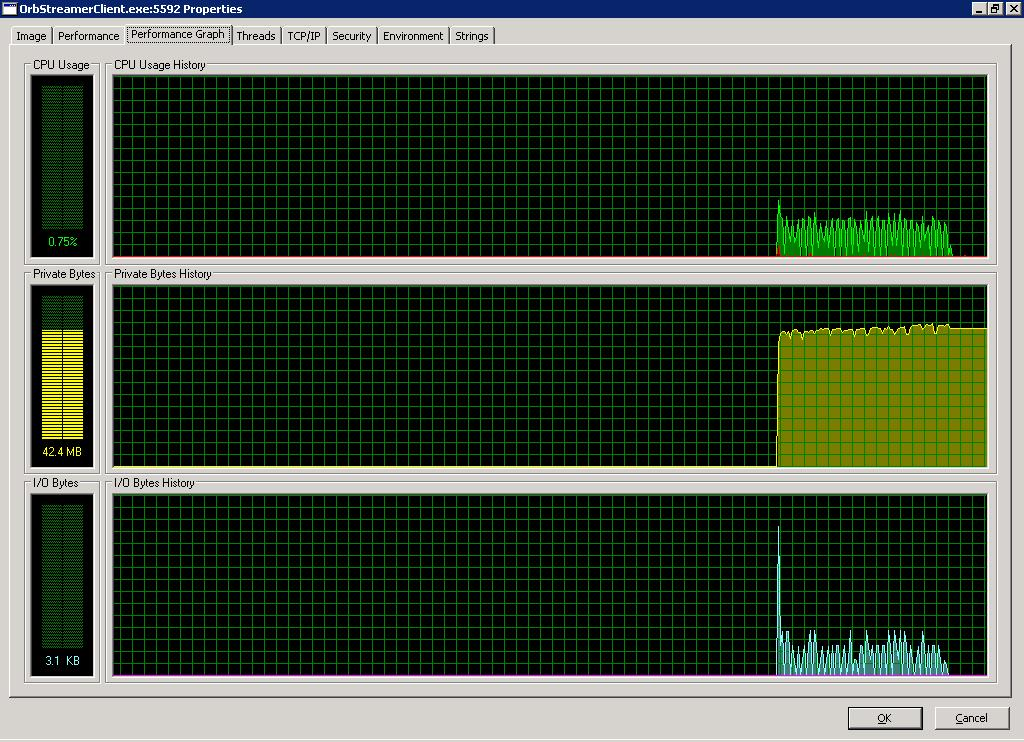 OrbStreamerClient.exe:5592 Properties
Image Performance Performance Graph Threads TCP/IP Security Environment Strings
CPU Usage CPU Usage History
0.75%
Private Bytes Private Bytes History
42.4 MB
I/O Bytes I/O Bytes History
3.1 KB
OK Cancel